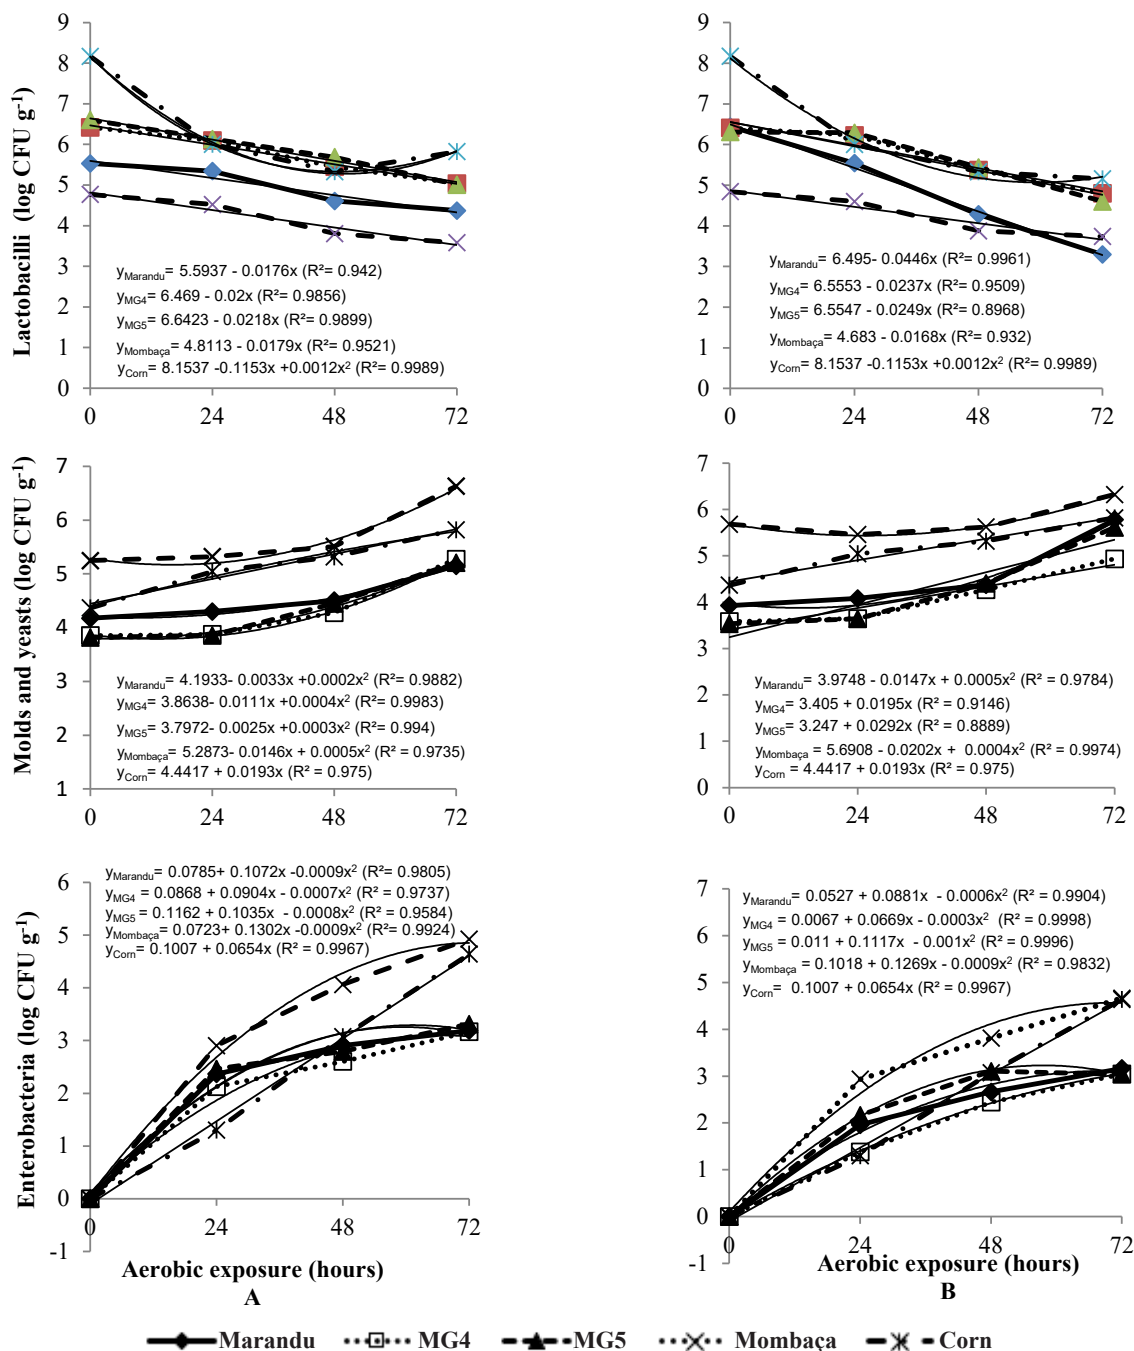 Lactobacilli (log CFU g⁻¹)
9
8
7
6
5
4
3
2
1
0
yMarandu= 5.5937 - 0.0176x (R²= 0.942)
yMG4= 6.469 - 0.02x (R²= 0.9856)
yMG5= 6.6423 - 0.0218x (R²= 0.9899)
yMombaça= 4.8113 - 0.0179x (R²= 0.9521)
yCorn= 8.1537 -0.1153x +0.0012x² (R²= 0.9989)
0 24 48 72
9
8
7
6
5
4
3
2
1
0
yMarandu= 6.495- 0.0446x (R²= 0.9961)
yMG4= 6.5553 - 0.0237x (R²= 0.9509)
yMG5= 6.5547 - 0.0249x (R²= 0.8968)
yMombaça= 4.683 - 0.0168x (R²= 0.932)
yCorn= 8.1537 -0.1153x +0.0012x² (R²= 0.9989)
0 24 48 72
Molds and yeasts (log CFU g⁻¹)
7
6
5
4
3
2
1
yMarandu= 4.1933- 0.0033x +0.0002x² (R²= 0.9882)
yMG4= 3.8638- 0.0111x +0.0004x² (R²= 0.9983)
yMG5= 3.7972- 0.0025x +0.0003x² (R²= 0.994)
yMombaça= 5.2873- 0.0146x + 0.0005x² (R²= 0.9735)
yCorn= 4.4417 + 0.0193x (R²= 0.975)
0 24 48 72
7
6
5
4
3
2
1
0
yMarandu= 3.9748 - 0.0147x + 0.0005x² (R²= 0.9784)
yMG4= 3.405 + 0.0195x (R²= 0.9146)
yMG5= 3.247 + 0.0292x (R²= 0.8889)
yMombaça = 5.6908 - 0.0202x + 0.0004x² (R²= 0.9974)
yCorn = 4.4417 + 0.0193x (R²= 0.975)
0 24 48 72
Enterobacteria (log CFU g⁻¹)
6
5
4
3
2
1
0
-1
yMarandu= 0.0785+ 0.1072x -0.0009x² (R²= 0.9805)
yMG4 = 0.0868 + 0.0904x - 0.0007x² (R²= 0.9737)
yMG5 = 0.1162 + 0.1035x - 0.0008x² (R²= 0.9584)
yMombaça= 0.0723+ 0.1302x -0.0009x² (R²= 0.9924)
yCorn= 0.1007 + 0.0654x (R²= 0.9967)
0 24 48 72
Aerobic exposure (hours)
A
7
6
5
4
3
2
1
0
-1
yMarandu= 0.0527 + 0.0881x - 0.0006x² (R²= 0.9904)
yMG4 = 0.0067 + 0.0669x - 0.0003x² (R²= 0.9998)
yMG5 = 0.011 + 0.1117x - 0.001x² (R²= 0.9996)
yMombaça = 0.1018 + 0.1269x - 0.0009x² (R²= 0.9832)
yCorn = 0.1007 + 0.0654x (R²= 0.9967)
0 24 48 72
Aerobic exposure (hours)
B
Marandu MG4 MG5 Mombaça Corn